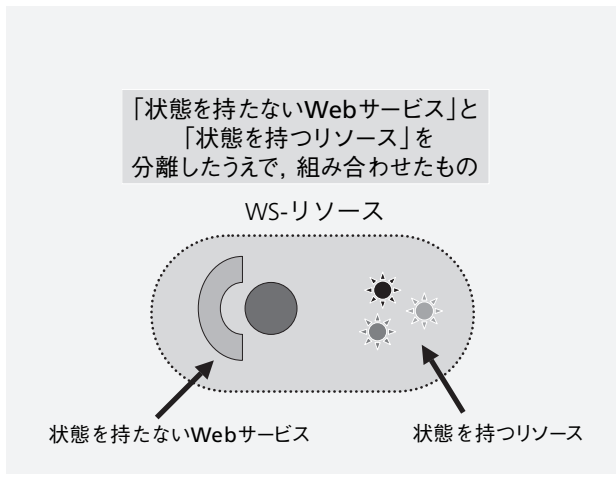 「状態を持たないWebサービス」と
「状態を持つリソース」を
分離したうえで，組み合わせたもの
WS-リソース
状態を持たないWebサービス
状態を持つリソース